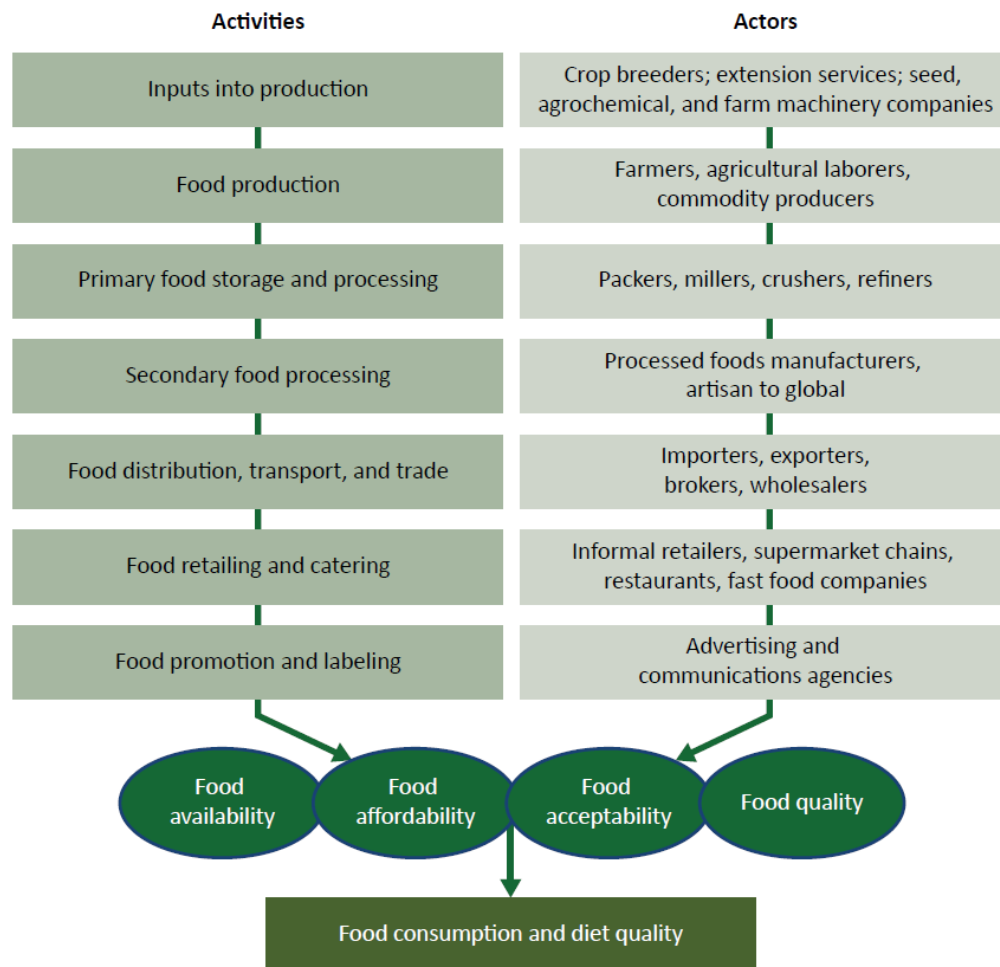 Activities
Actors
Inputs into production
Crop breeders; extension services; seed,
agrochemical, and farm machinery companies
Food production
Farmers, agricultural laborers,
commodity producers
Primary food storage and processing
Packers, millers, crushers, refiners
Secondary food processing
Processed foods manufacturers,
artisan to global
Food distribution, transport, and trade
Importers, exporters,
brokers, wholesalers
Food retailing and catering
Informal retailers, supermarket chains,
restaurants, fast food companies
Food promotion and labeling
Advertising and
communications agencies
Food
availability
Food
affordability
Food
acceptability
Food quality
Food consumption and diet quality